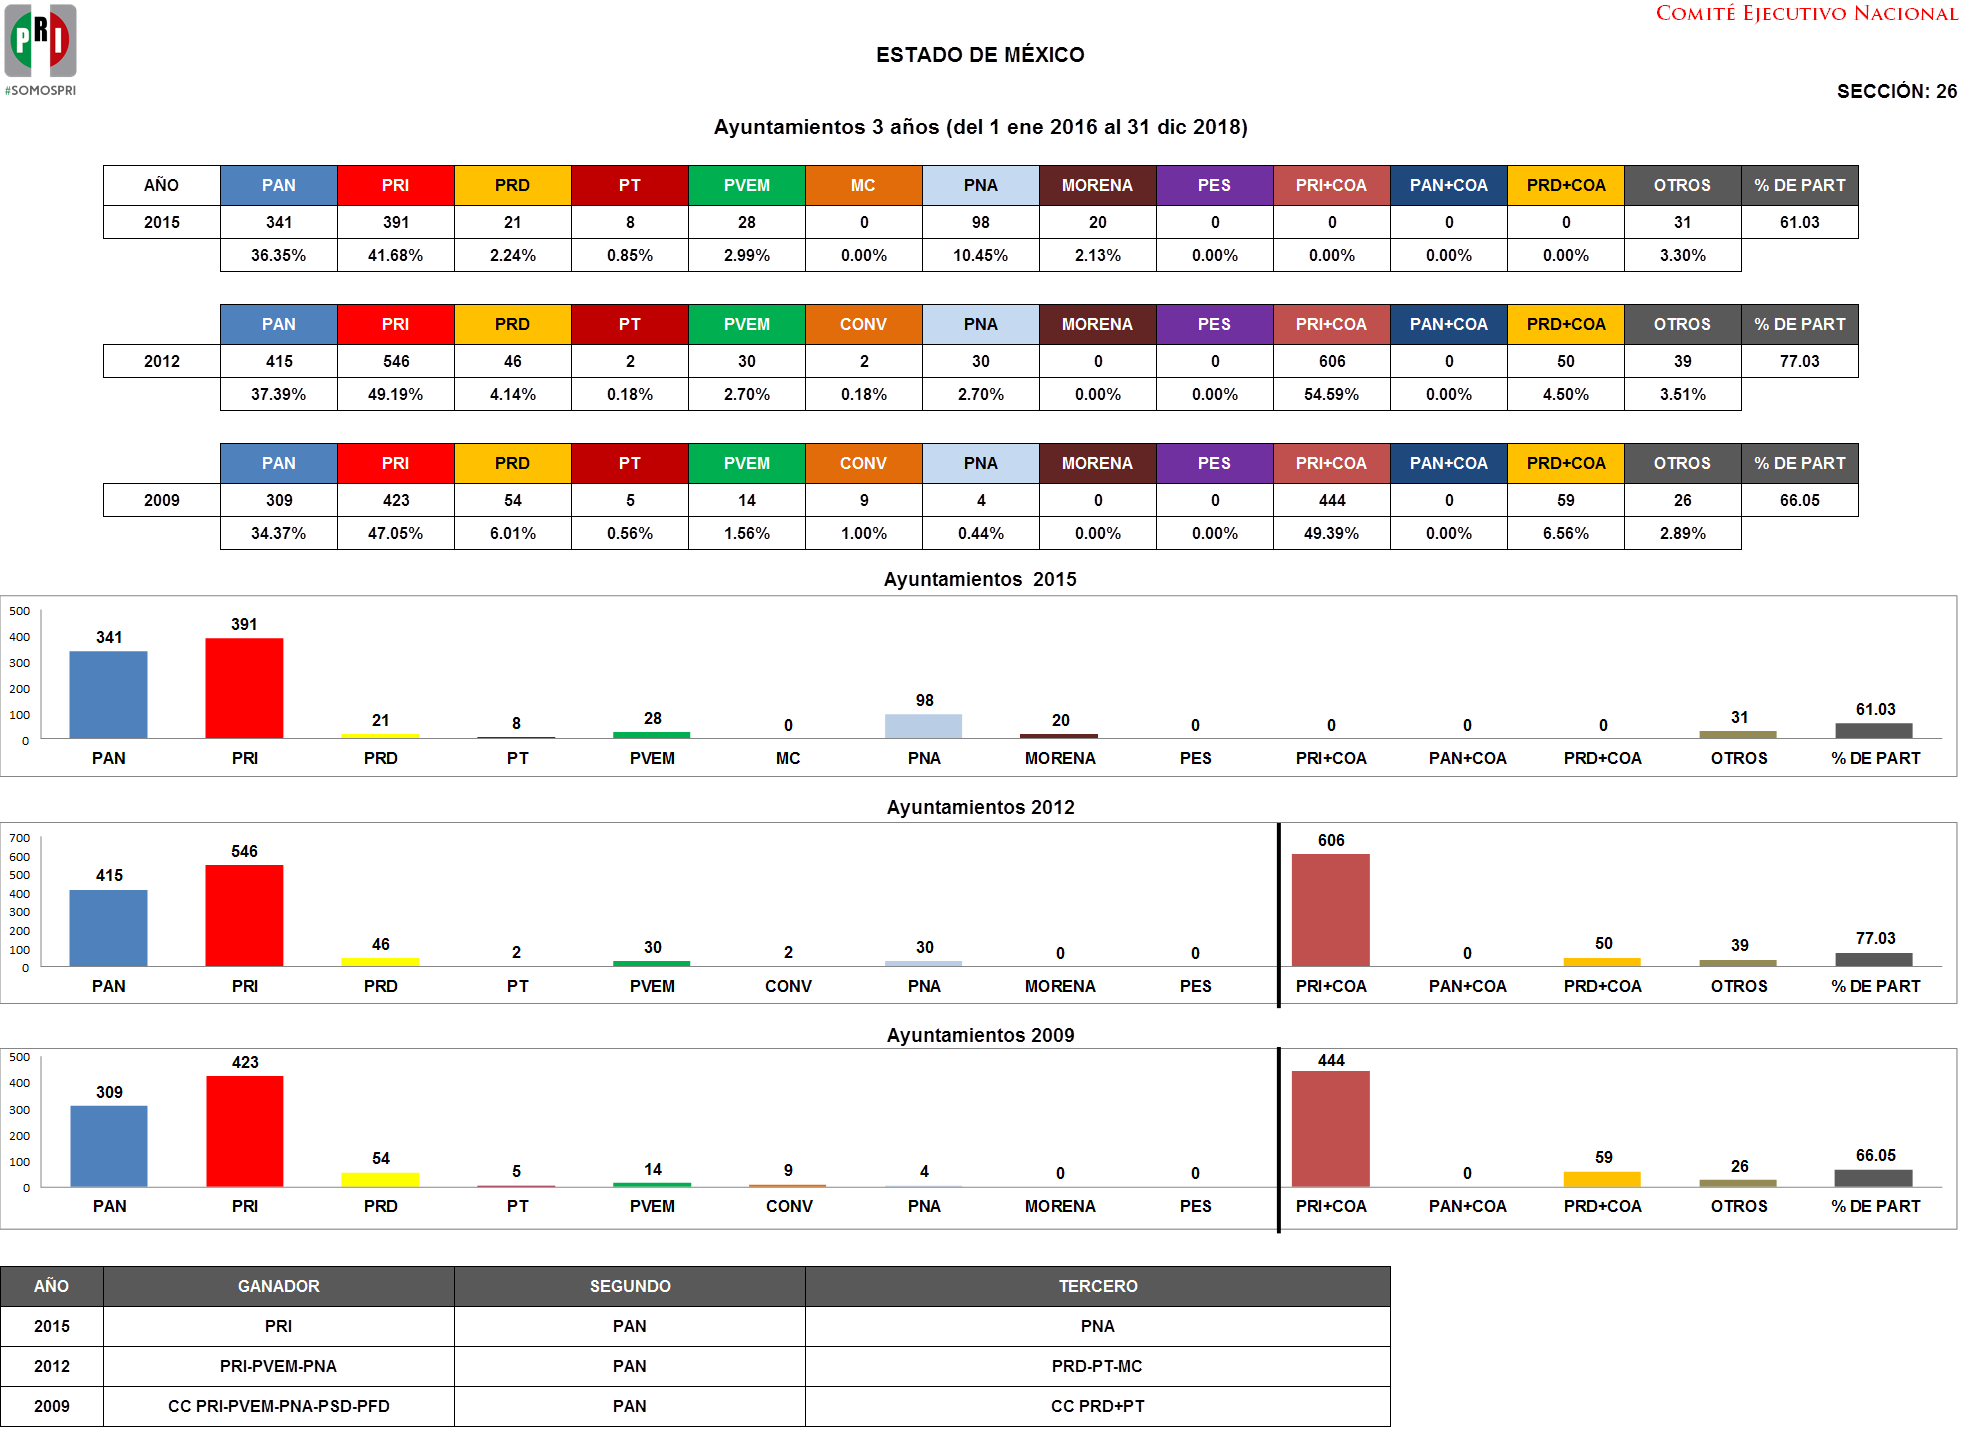 PRI
#SOMOSPRI
COMITÉ EJECUTIVO NACIONAL
ESTADO DE MÉXICO
SECCIÓN: 26
Ayuntamientos 3 años (del 1 ene 2016 al 31 dic 2018)
AÑO PAN PRI PRD PT PVEM MC PNA MORENA PES PRI+COA PAN+COA PRD+COA OTROS % DE PART
2015 341 391 21 8 28 0 98 20 0 0 0 0 31 61.03
36.35% 41.68% 2.24% 0.85% 2.99% 0.00% 10.45% 2.13% 0.00% 0.00% 0.00% 0.00% 3.30%
PAN PRI PRD PT PVEM CONV PNA MORENA PES PRI+COA PAN+COA PRD+COA OTROS % DE PART
2012 415 546 46 2 30 2 30 0 0 606 0 50 39 77.03
37.39% 49.19% 4.14% 0.18% 2.70% 0.18% 2.70% 0.00% 0.00% 54.59% 0.00% 4.50% 3.51%
PAN PRI PRD PT PVEM CONV PNA MORENA PES PRI+COA PAN+COA PRD+COA OTROS % DE PART
2009 309 423 54 5 14 9 4 0 0 444 0 59 26 66.05
34.37% 47.05% 6.01% 0.56% 1.56% 1.00% 0.44% 0.00% 0.00% 49.39% 0.00% 6.56% 2.89%
Ayuntamientos 2015
500
400
300
200
100
0
341 391 21 8 28 0 98 20 0 0 0 0 31 61.03
PAN PRI PRD PT PVEM MC PNA MORENA PES PRI+COA PAN+COA PRD+COA OTROS % DE PART
Ayuntamientos 2012
700
600
500
400
300
200
100
0
415 546 46 2 30 2 30 0 0 606 0 50 39 77.03
PAN PRI PRD PT PVEM CONV PNA MORENA PES PRI+COA PAN+COA PRD+COA OTROS % DE PART
Ayuntamientos 2009
500
400
300
200
100
0
309 423 54 5 14 9 4 0 0 444 0 59 26 66.05
PAN PRI PRD PT PVEM CONV PNA MORENA PES PRI+COA PAN+COA PRD+COA OTROS % DE PART
AÑO GANADOR SEGUNDO TERCERO
2015 PRI PAN PNA
2012 PRI-PVEM-PNA PAN PRD-PT-MC
2009 CC PRI-PVEM-PNA-PSD-PFD PAN CC PRD+PT